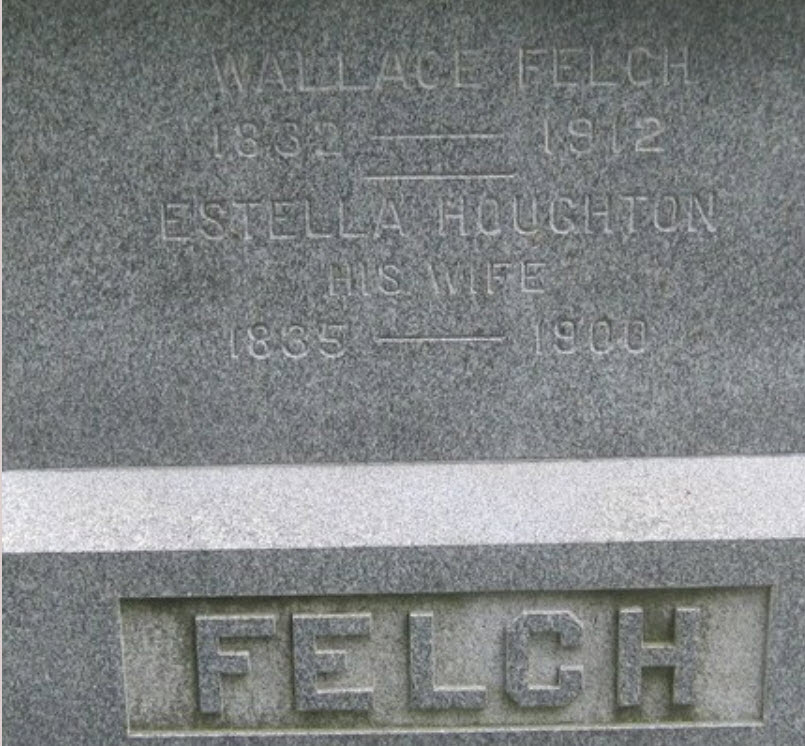 WALLACE FELCH
1832 — 1912
ESTELLA HOUGHTON
HIS WIFE
1835 — 1900
FELCH